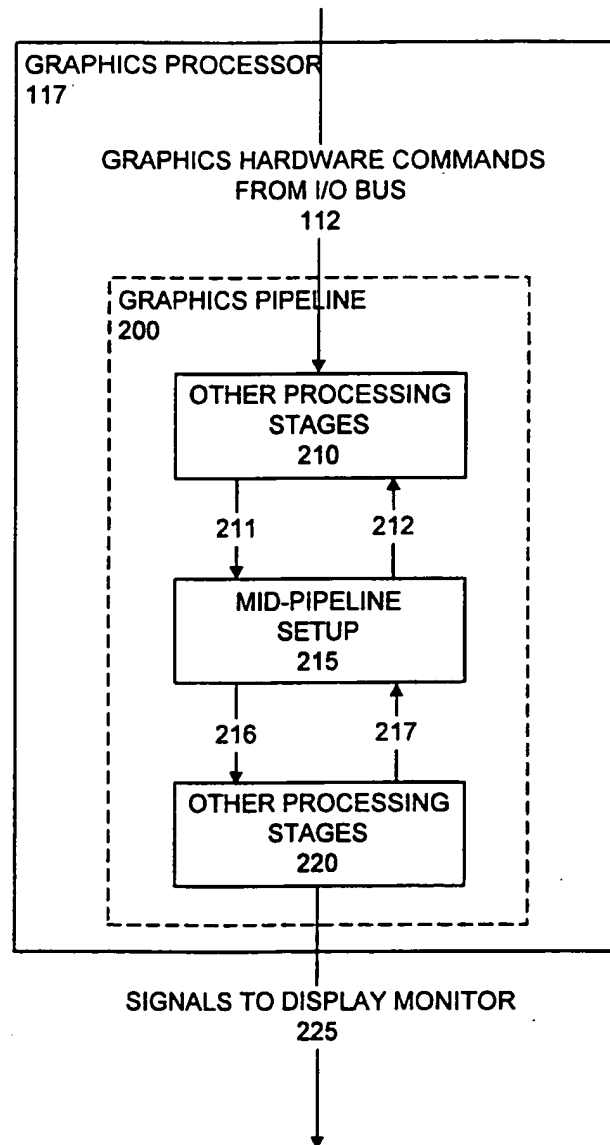 GRAPHICS PROCESSOR
117
GRAPHICS HARDWARE COMMANDS
FROM I/O BUS
112
GRAPHICS PIPELINE
200
OTHER PROCESSING
STAGES
210
211
212
MID-PIPELINE
SETUP
215
216
217
OTHER PROCESSING
STAGES
220
SIGNALS TO DISPLAY MONITOR
225